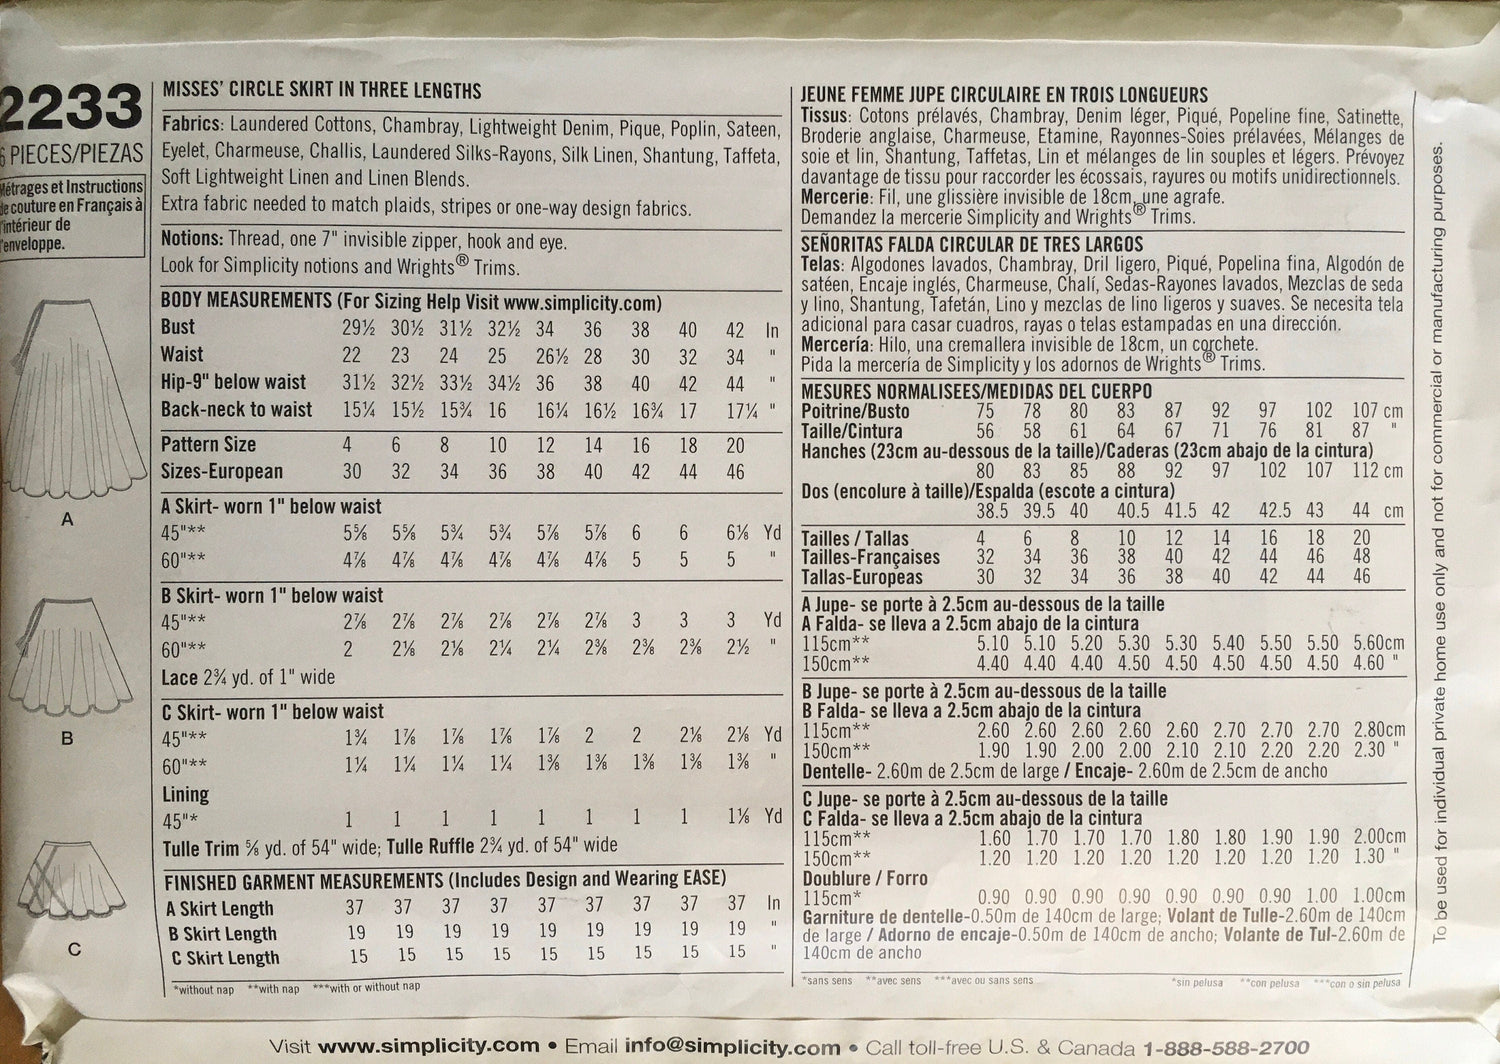 2233
6 PIECES/PIEZAS
Métrages et Instructions
de couture en Français à
l'intérieur de
l'enveloppe.
A
B
C
MISSES' CIRCLE SKIRT IN THREE LENGTHS
Fabrics: Laundered Cottons, Chambray, Lightweight Denim, Pique, Poplin, Sateen,
Eyelet, Charmeuse, Challis, Laundered Silks-Rayons, Silk Linen, Shantung, Taffeta,
Soft Lightweight Linen and Linen Blends.
Extra fabric needed to match plaids, stripes or one-way design fabrics.
Notions: Thread, one 7" invisible zipper, hook and eye.
Look for Simplicity notions and Wrights® Trims.
BODY MEASUREMENTS (For Sizing Help Visit www.simplicity.com)
Bust 29½ 30½ 31½ 32½ 34 36 38 40 42 In
Waist 22 23 24 25 26½ 28 30 32 34 "
Hip-9" below waist 31½ 32½ 33½ 34½ 36 38 40 42 44 "
Back-neck to waist 15¼ 15½ 15¾ 16 16¼ 16½ 16¾ 17 17¼ "
Pattern Size 4 6 8 10 12 14 16 18 20
Sizes-European 30 32 34 36 38 40 42 44 46
A Skirt- worn 1" below waist
45"** 5⅝ 5⅝ 5¾ 5¾ 5⅞ 5⅞ 6 6 6⅛ Yd
60"** 4⅞ 4⅞ 4⅞ 4⅞ 4⅞ 4⅞ 5 5 5 "
B Skirt- worn 1" below waist
45"** 2⅞ 2⅞ 2⅞ 2⅞ 2⅞ 2⅞ 3 3 3 Yd
60"** 2 2⅛ 2⅛ 2¼ 2¼ 2⅜ 2⅜ 2⅜ 2½ "
Lace 2¾ yd. of 1" wide
C Skirt- worn 1" below waist
45"** 1¾ 1⅞ 1⅞ 1⅞ 1⅞ 2 2 2⅛ 2⅛ Yd
60"** 1¼ 1¼ 1¼ 1¼ 1⅜ 1⅜ 1⅜ 1⅜ 1⅜ "
Lining
45"* 1 1 1 1 1 1 1 1 1⅛ Yd
Tulle Trim ⅝ yd. of 54" wide; Tulle Ruffle 2¾ yd. of 54" wide
FINISHED GARMENT MEASUREMENTS (Includes Design and Wearing EASE)
A Skirt Length 37 37 37 37 37 37 37 37 37 In
B Skirt Length 19 19 19 19 19 19 19 19 19 "
C Skirt Length 15 15 15 15 15 15 15 15 15 "
*without nap **with nap ***with or without nap
JEUNE FEMME JUPE CIRCULAIRE EN TROIS LONGUEURS
Tissus: Cotons prélavés, Chambray, Denim léger, Piqué, Popeline fine, Satinette,
Broderie anglaise, Charmeuse, Etamine, Rayonnes-Soies prélavées, Mélanges de
soie et lin, Shantung, Taffetas, Lin et mélanges de lin souples et légers. Prévoyez
davantage de tissu pour raccorder les écossais, rayures ou motifs unidirectionnels.
Mercerie: Fil, une glissière invisible de 18cm, une agrafe.
Demandez la mercerie Simplicity and Wrights® Trims.
SEÑORITAS FALDA CIRCULAR DE TRES LARGOS
Telas: Algodones lavados, Chambray, Dril ligero, Piqué, Popelina fina, Algodón de
satéen, Encaje inglés, Charmeuse, Chalí, Sedas-Rayones lavados, Mezclas de seda
y lino, Shantung, Tafetán, Lino y mezclas de lino ligeros y suaves. Se necesita tela
adicional para casar cuadros, rayas o telas estampadas en una dirección.
Mercería: Hilo, una cremallera invisible de 18cm, un corchete.
Pida la mercería de Simplicity y los adornos de Wrights® Trims.
MESURES NORMALISEES/MEDIDAS DEL CUERPO
Poitrine/Busto 75 78 80 83 87 92 97 102 107 cm
Taille/Cintura 56 58 61 64 67 71 76 81 87 "
Hanches (23cm au-dessous de la taille)/Caderas (23cm abajo de la cintura)
80 83 85 88 92 97 102 107 112 cm
Dos (encolure à taille)/Espalda (escote a cintura)
38.5 39.5 40 40.5 41.5 42 42.5 43 44 cm
Tailles / Tallas 4 6 8 10 12 14 16 18 20
Tailles-Françaises 32 34 36 38 40 42 44 46 48
Tallas-Europeas 30 32 34 36 38 40 42 44 46
A Jupe- se porte à 2.5cm au-dessous de la taille
A Falda- se lleva a 2.5cm abajo de la cintura
115cm** 5.10 5.10 5.20 5.30 5.30 5.40 5.50 5.50 5.60cm
150cm** 4.40 4.40 4.40 4.50 4.50 4.50 4.50 4.50 4.60 "
B Jupe- se porte à 2.5cm au-dessous de la taille
B Falda- se lleva a 2.5cm abajo de la cintura
115cm** 2.60 2.60 2.60 2.60 2.60 2.70 2.70 2.70 2.80cm
150cm** 1.90 1.90 2.00 2.00 2.10 2.10 2.20 2.20 2.30 "
Dentelle- 2.60m de 2.5cm de large / Encaje- 2.60m de 2.5cm de ancho
C Jupe- se porte à 2.5cm au-dessous de la taille
C Falda- se lleva a 2.5cm abajo de la cintura
115cm** 1.60 1.70 1.70 1.70 1.80 1.80 1.90 1.90 2.00cm
150cm** 1.20 1.20 1.20 1.20 1.20 1.20 1.20 1.20 1.30 "
Doublure / Forro
115cm* 0.90 0.90 0.90 0.90 0.90 0.90 0.90 1.00 1.00cm
Garniture de dentelle-0.50m de 140cm de large; Volant de Tulle-2.60m de 140cm
de large / Adorno de encaje-0.50m de 140cm de ancho; Volante de Tul-2.60m de
140cm de ancho
*sans sens **avec sens ***avec ou sans sens *sin pelusa **con pelusa ***con o sin pelusa
To be used for individual private home use only and not for commercial or manufacturing purposes.
Visit www.simplicity.com • Email info@simplicity.com • Call toll-free U.S. & Canada 1-888-588-2700